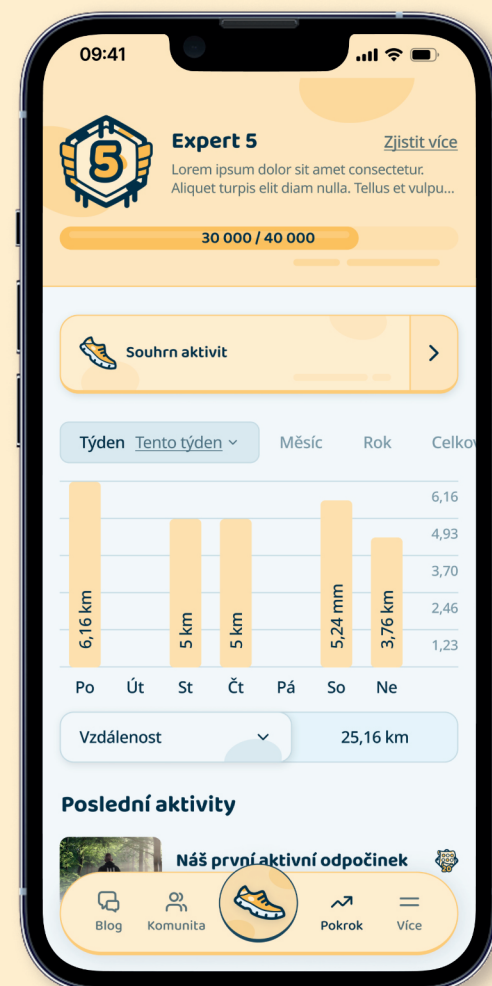 09:41
5
Expert 5
Zjistit více
Lorem ipsum dolor sit amet consectetur.
Aliquet turpis elit diam nulla. Tellus et vulpu...
30 000 / 40 000
Souhrn aktivit
Týden Tento týden Měsíc Rok Celkov
6,16
4,93
3,70
2,46
1,23
6,16 km
5 km
5 km
5,24 mm
3,76 km
Po Út St Čt Pá So Ne
Vzdálenost
25,16 km
Poslední aktivity
Náš první aktivní odpočinek
20
Blog Komunita Pokrok Více